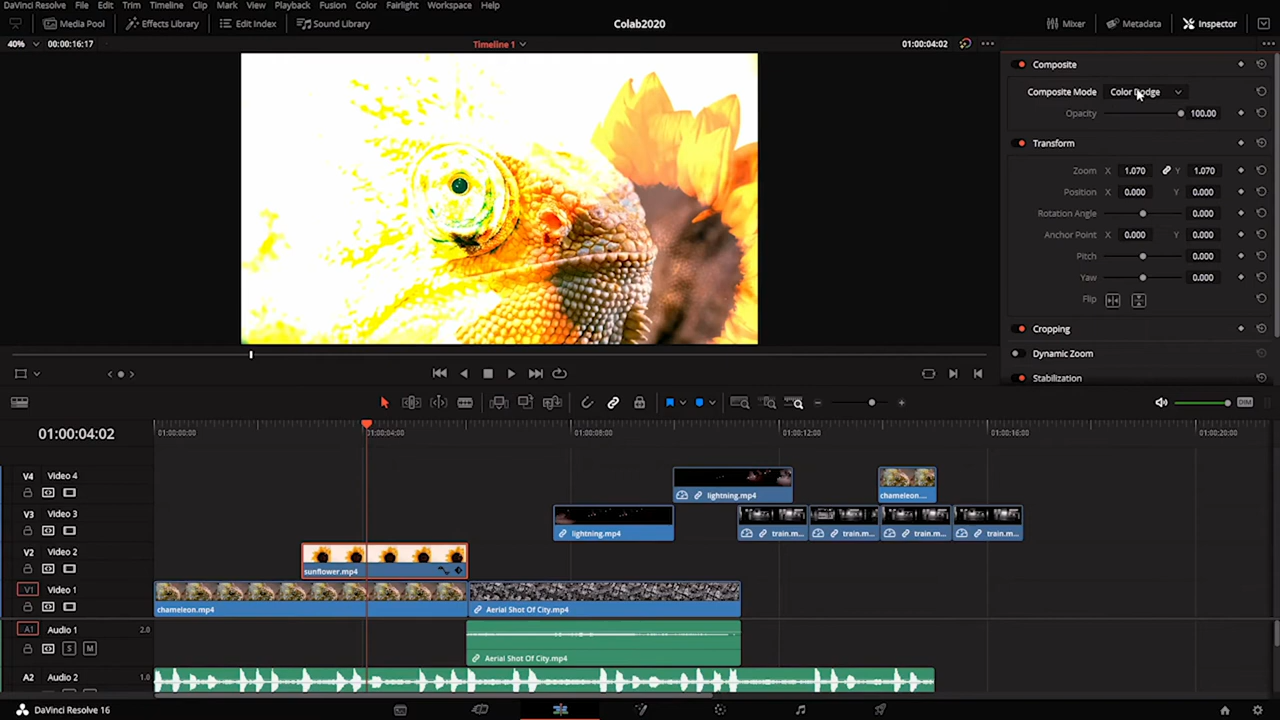 DaVinci Resolve File Edit Trim Timeline Clip Mark View Playback Fusion Color Fairlight Workspace Help
Media Pool Effects Library Edit Index Sound Library Colab2020 Mixer Metadata Inspector
40% 00:00:16:17 Timeline 1 01:00:04:02
Composite
Composite Mode Color Dodge
Opacity 100.00
Transform
Zoom X 1.070 Y 1.070
Position X 0.000 Y 0.000
Rotation Angle 0.000
Anchor Point X 0.000 Y 0.000
Pitch 0.000
Yaw 0.000
Flip
Cropping
Dynamic Zoom
Stabilization
DIM
01:00:04:02 01:00:00:00 01:00:04:00 01:00:08:00 01:00:12:00 01:00:16:00 01:00:20:00
V4 Video 4
lightning.mp4 chameleon....
V3 Video 3
lightning.mp4 train.m... train.m... train.m... train.m...
V2 Video 2
sunflower.mp4
V1 Video 1
chameleon.mp4 Aerial Shot Of City.mp4
A1 Audio 1 2.0
S M
Aerial Shot Of City.mp4
A2 Audio 2 1.0
DaVinci Resolve 16